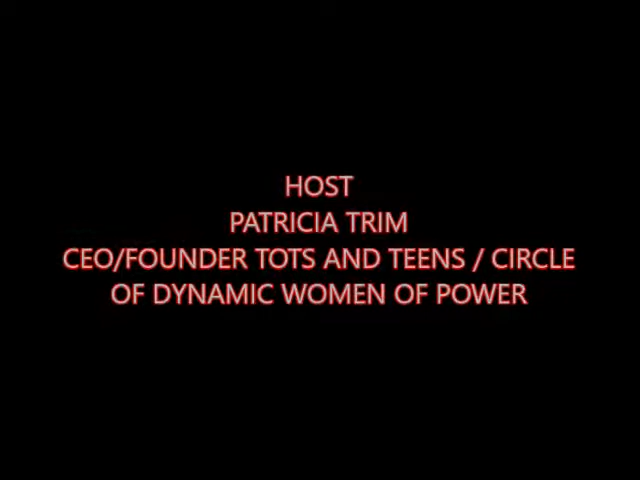 HOST
PATRICIA TRIM
CEO/FOUNDER TOTS AND TEENS / CIRCLE
OF DYNAMIC WOMEN OF POWER